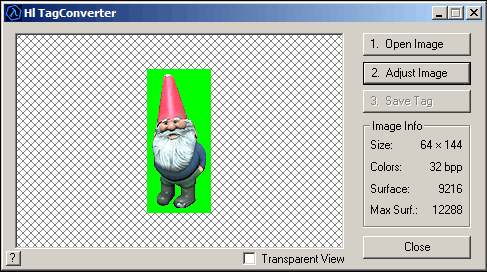 Hl TagConverter
1. Open Image
2. Adjust Image
3. Save Tag
Image Info
Size: 64 × 144
Colors: 32 bpp
Surface: 9216
Max Surf.: 12288
Close
? Transparent View